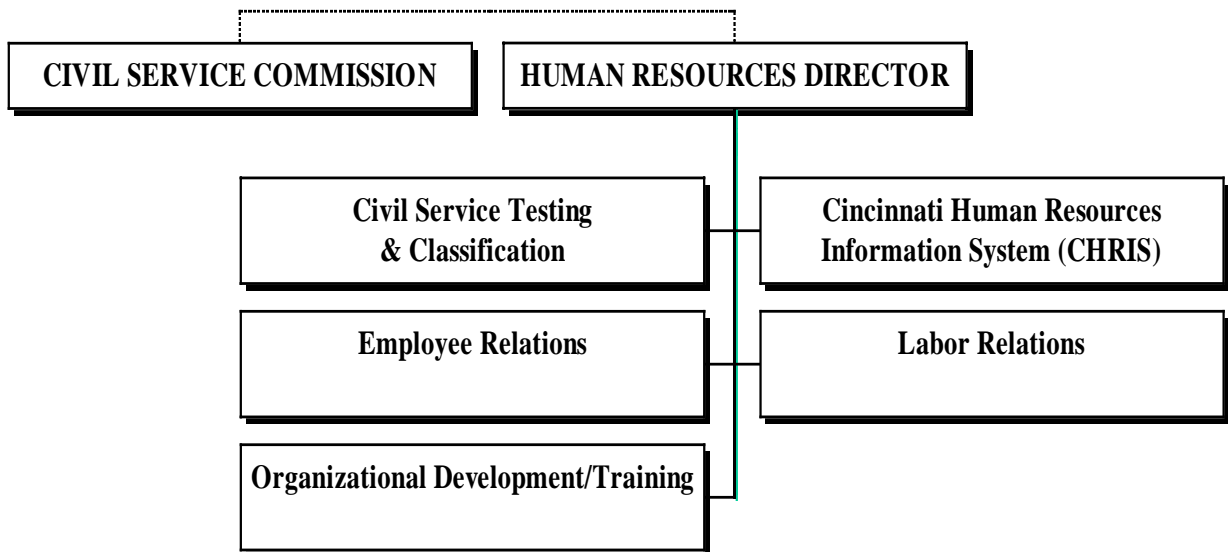 CIVIL SERVICE COMMISSION
HUMAN RESOURCES DIRECTOR
Civil Service Testing
& Classification
Cincinnati Human Resources
Information System (CHRIS)
Employee Relations
Labor Relations
Organizational Development/Training